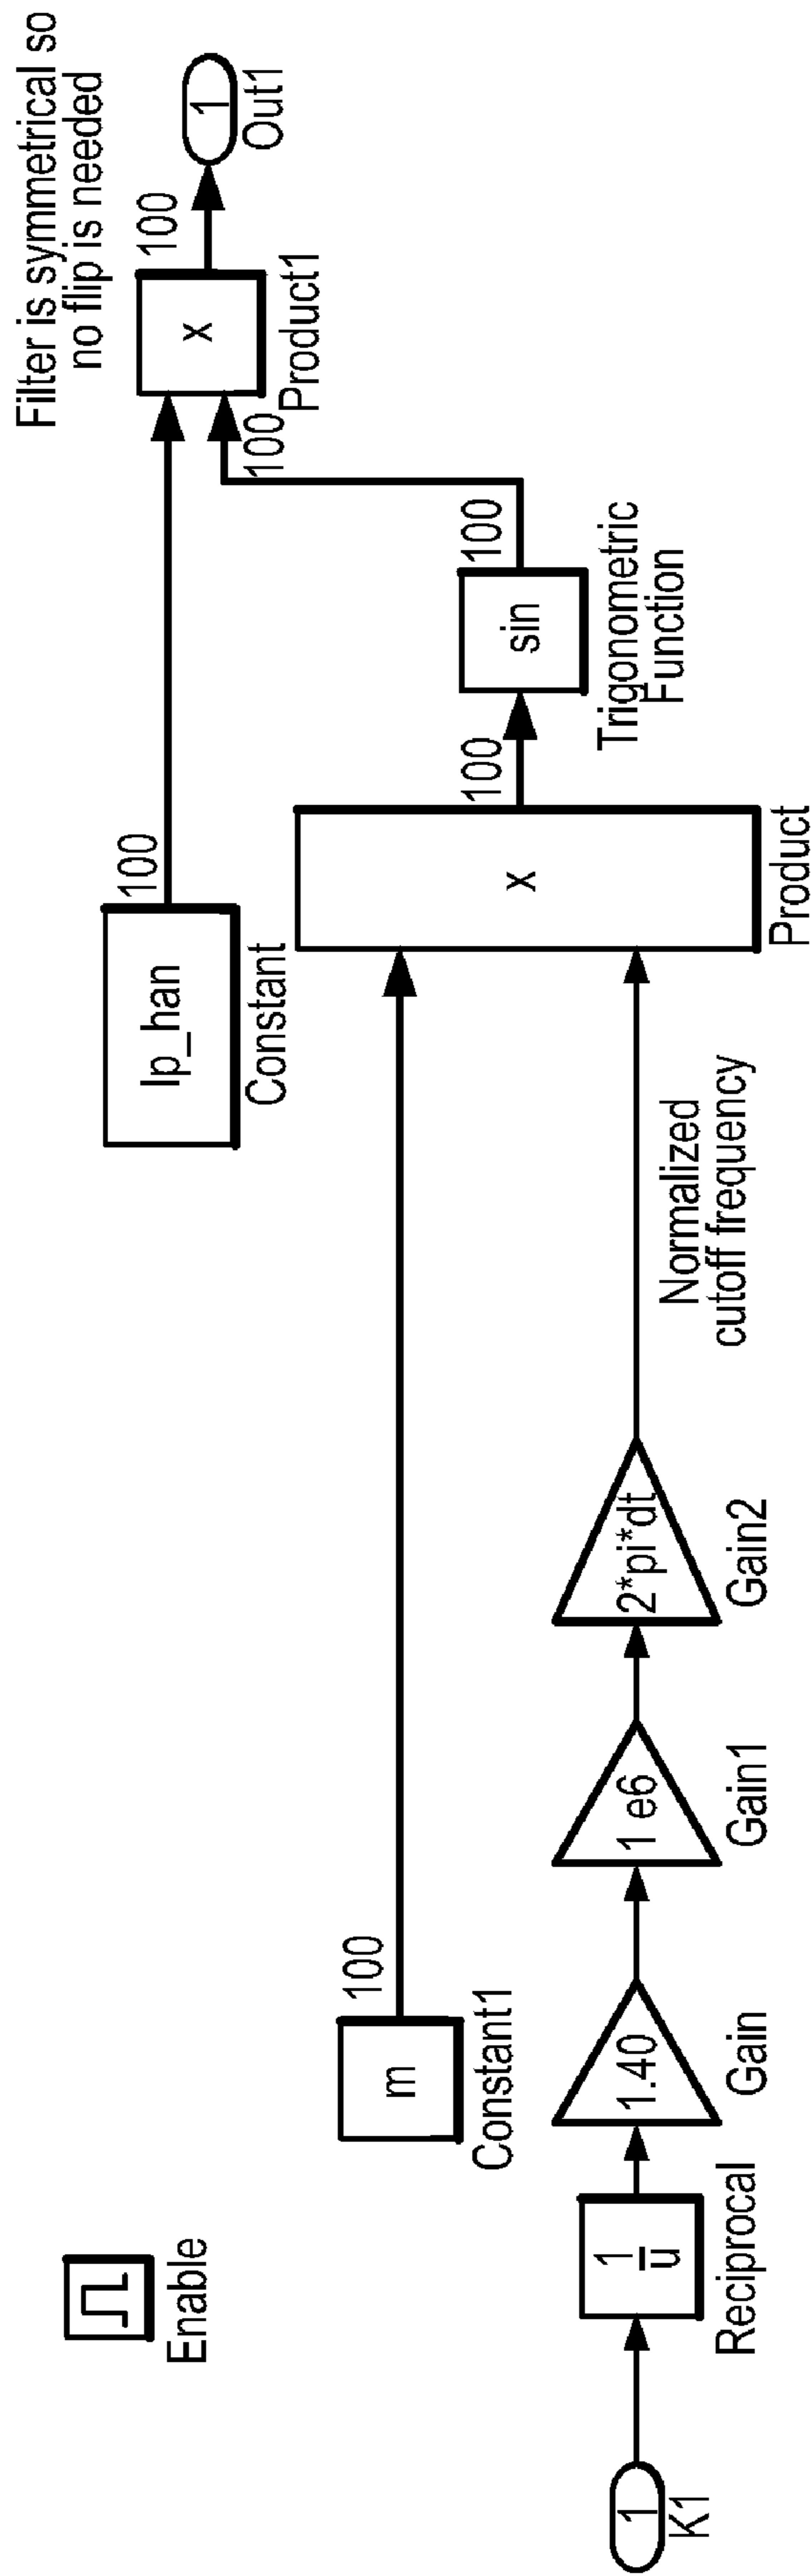 Enable
Filter is symmetrical so
no flip is needed
lp_han
Constant
100
100
x
Product1
100
1
Out1
m
Constant1
100
x
Product
100
sin
Trigonometric
Function
100
100
1
K1
1
u
Reciprocal
1.40
Gain
1 e6
Gain1
2*pi*dt
Gain2
Normalized
cutoff frequency